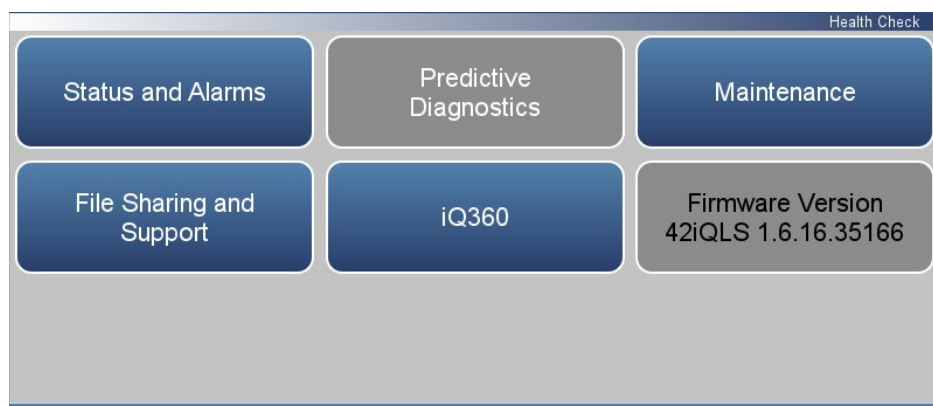 Health Check
Status and Alarms
Predictive
Diagnostics
Maintenance
File Sharing and
Support
iQ360
Firmware Version
42iQLS 1.6.16.35166